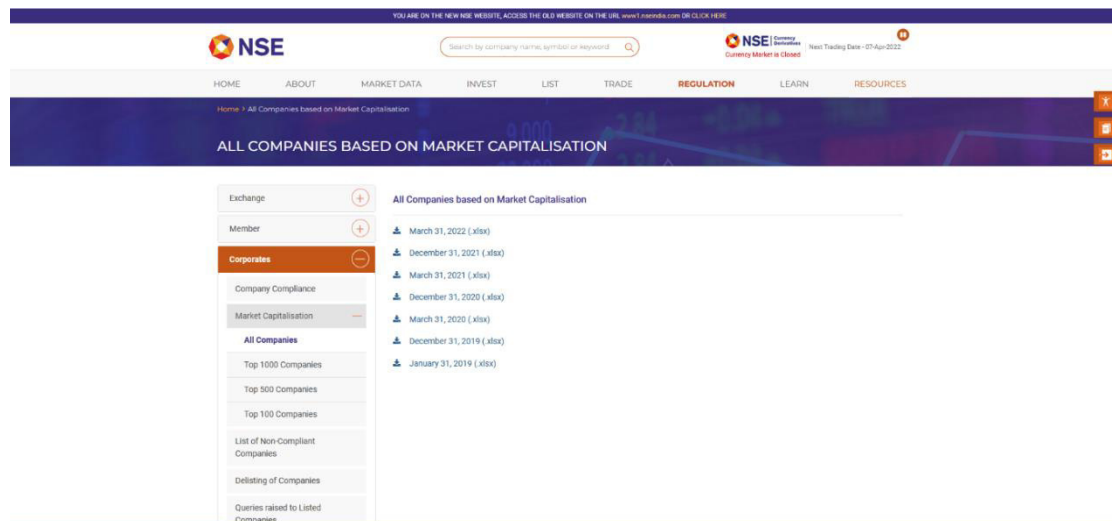 YOU ARE ON THE NEW NSE WEBSITE, ACCESS THE OLD WEBSITE ON THE URL www1.nseindia.com OR CLICK HERE
NSE
Search by company name, symbol or keyword
NSE Currency Derivatives
Currency Market is Closed
Next Trading Date - 07-Apr-2022
HOME ABOUT MARKET DATA INVEST LIST TRADE REGULATION LEARN RESOURCES
Home > All Companies based on Market Capitalisation
ALL COMPANIES BASED ON MARKET CAPITALISATION
Exchange
Member
Corporates
Company Compliance
Market Capitalisation
All Companies
Top 1000 Companies
Top 500 Companies
Top 100 Companies
List of Non-Compliant
Companies
Delisting of Companies
Queries raised to Listed
Companies
All Companies based on Market Capitalisation
March 31, 2022 (.xlsx)
December 31, 2021 (.xlsx)
March 31, 2021 (.xlsx)
December 31, 2020 (.xlsx)
March 31, 2020 (.xlsx)
December 31, 2019 (.xlsx)
January 31, 2019 (.xlsx)